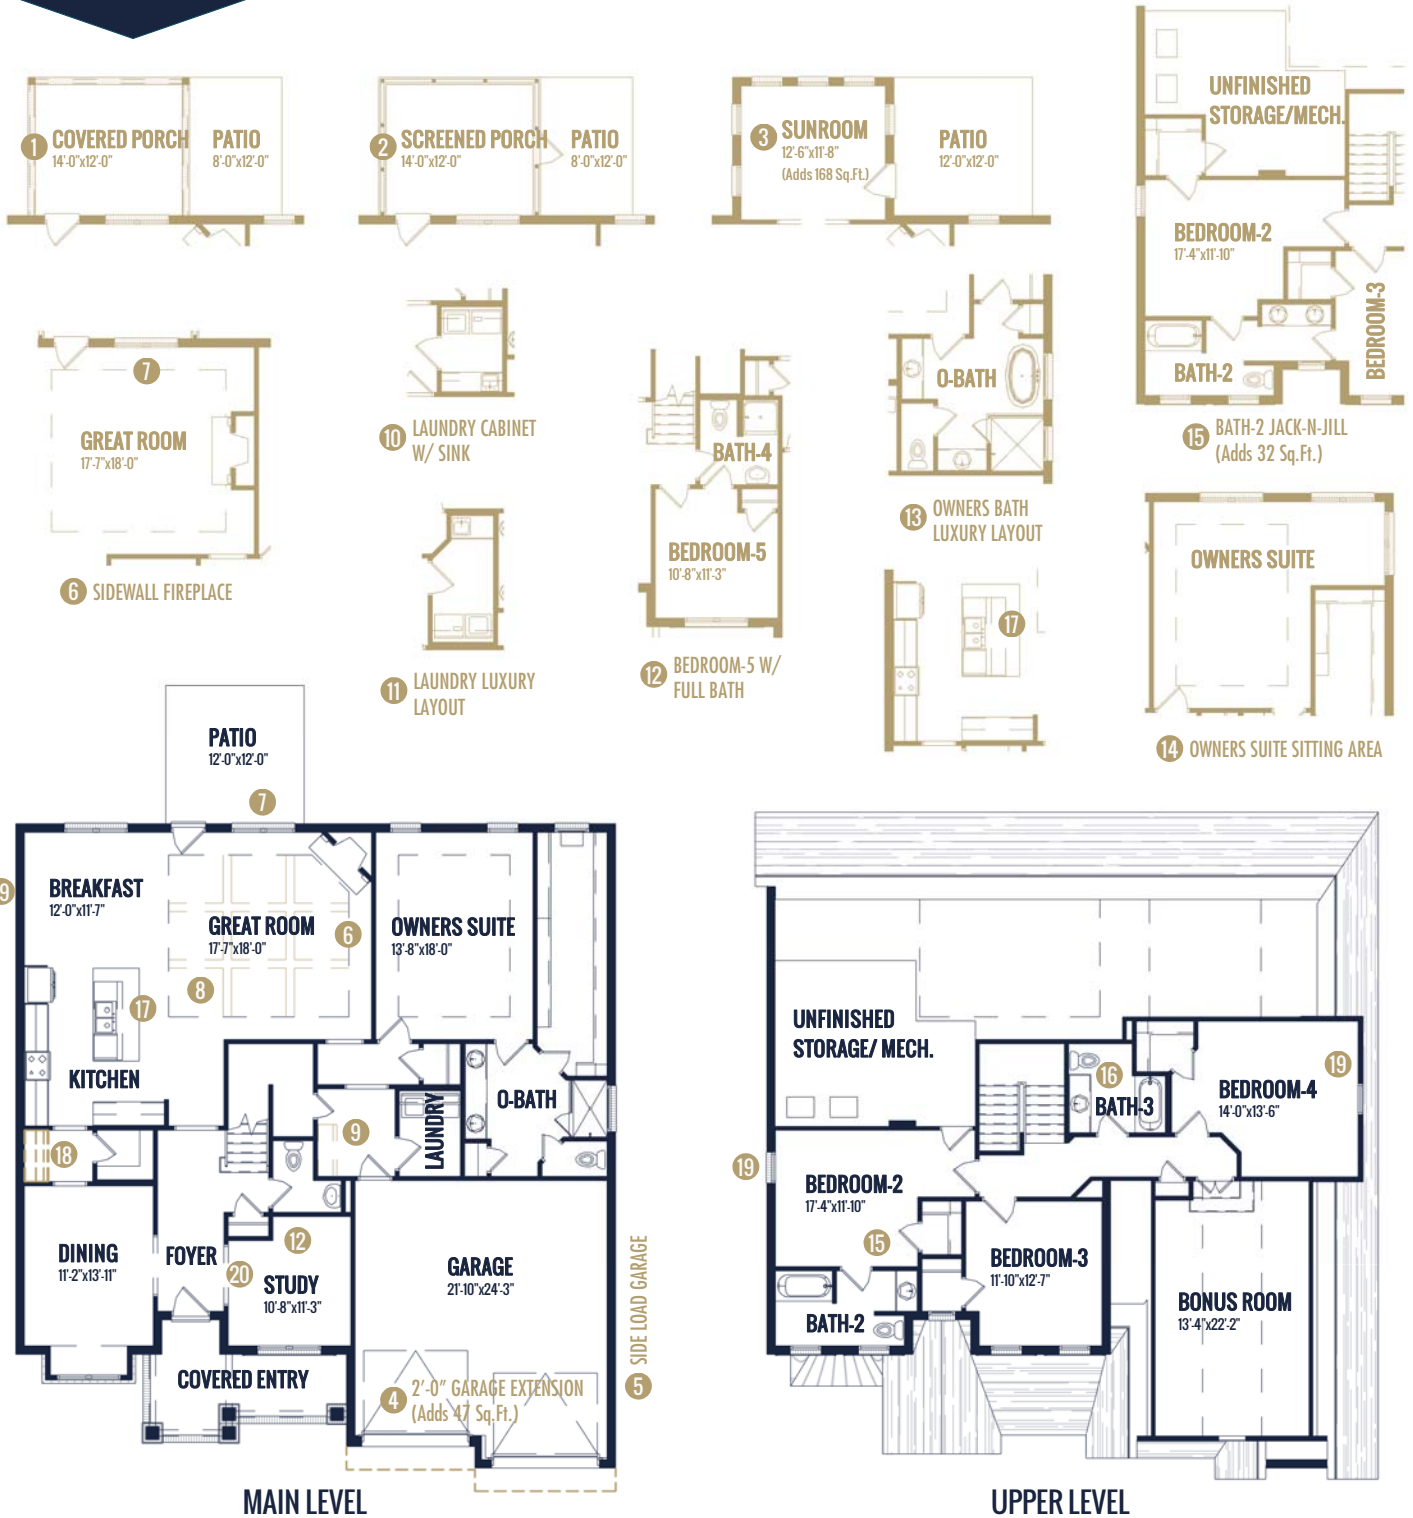 1 COVERED PORCH
14'-0"x12'-0"
PATIO
8'-0"x12'-0"
2 SCREENED PORCH
14'-0"x12'-0"
PATIO
8'-0"x12'-0"
3 SUNROOM
12'-6"x11'-8"
(Adds 168 Sq.Ft.)
PATIO
12'-0"x12'-0"
UNFINISHED
STORAGE/MECH.
BEDROOM-2
17'-4"x11'-10"
BEDROOM-3
BATH-2
15 BATH-2 JACK-N-JILL
(Adds 32 Sq.Ft.)
7
GREAT ROOM
17'-7"x18'-0"
6 SIDEWALL FIREPLACE
10 LAUNDRY CABINET
W/ SINK
11 LAUNDRY LUXURY
LAYOUT
BATH-4
BEDROOM-5
10'-8"x11'-3"
12 BEDROOM-5 W/
FULL BATH
O-BATH
13 OWNERS BATH
LUXURY LAYOUT
17
OWNERS SUITE
14 OWNERS SUITE SITTING AREA
PATIO
12'-0"x12'-0"
7
9
BREAKFAST
12'-0"x11'-7"
GREAT ROOM
17'-7"x18'-0"
6
8
OWNERS SUITE
13'-8"x18'-0"
17
KITCHEN
O-BATH
LAUNDRY
9
18
DINING
11'-2"x13'-11"
FOYER
20
12
STUDY
10'-8"x11'-3"
GARAGE
21'-10"x24'-3"
5 SIDE LOAD GARAGE
COVERED ENTRY
4 2'-0" GARAGE EXTENSION
(Adds 47 Sq.Ft.)
MAIN LEVEL
UNFINISHED
STORAGE/ MECH.
16
BATH-3
19
BEDROOM-4
14'-0"x13'-6"
19
BEDROOM-2
17'-4"x11'-10"
15
BEDROOM-3
11'-10"x12'-7"
BATH-2
BONUS ROOM
13'-4"x22'-2"
UPPER LEVEL